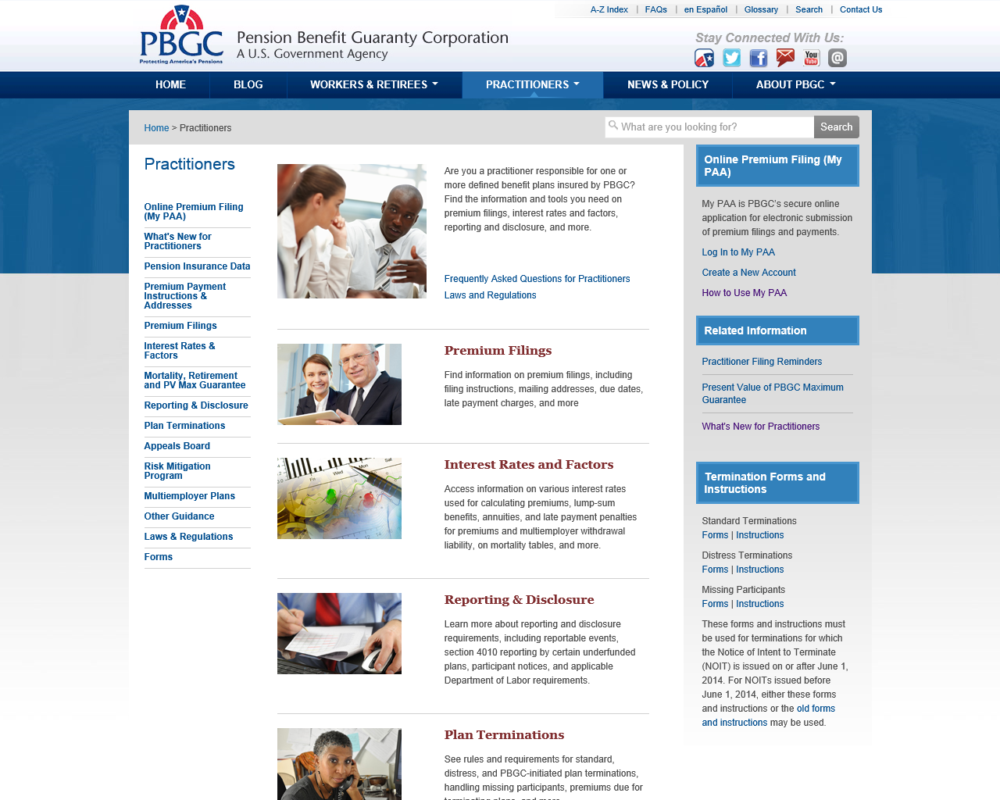 A-Z Index | FAQs | en Español | Glossary | Search | Contact Us
PBGC
Protecting America's Pensions
Pension Benefit Guaranty Corporation
A U.S. Government Agency
Stay Connected With Us:
You
Tube
@
HOME BLOG WORKERS & RETIREES PRACTITIONERS NEWS & POLICY ABOUT PBGC
Home > Practitioners
What are you looking for? Search
Practitioners
Online Premium Filing
(My PAA)
What's New for
Practitioners
Pension Insurance Data
Premium Payment
Instructions &
Addresses
Premium Filings
Interest Rates &
Factors
Mortality, Retirement
and PV Max Guarantee
Reporting & Disclosure
Plan Terminations
Appeals Board
Risk Mitigation
Program
Multiemployer Plans
Other Guidance
Laws & Regulations
Forms
Are you a practitioner responsible for one or
more defined benefit plans insured by PBGC?
Find the information and tools you need on
premium filings, interest rates and factors,
reporting and disclosure, and more.
Frequently Asked Questions for Practitioners
Laws and Regulations
Premium Filings
Find information on premium filings, including
filing instructions, mailing addresses, due dates,
late payment charges, and more
Fri Wed Mon Sat
Interest Rates and Factors
Access information on various interest rates
used for calculating premiums, lump-sum
benefits, annuities, and late payment penalties
for premiums and multiemployer withdrawal
liability, on mortality tables, and more.
Reporting & Disclosure
Learn more about reporting and disclosure
requirements, including reportable events,
section 4010 reporting by certain underfunded
plans, participant notices, and applicable
Department of Labor requirements.
Plan Terminations
See rules and requirements for standard,
distress, and PBGC-initiated plan terminations,
handling missing participants, premiums due for
terminating plans, and more.
Online Premium Filing (My
PAA)
My PAA is PBGC's secure online
application for electronic submission
of premium filings and payments.
Log In to My PAA
Create a New Account
How to Use My PAA
Related Information
Practitioner Filing Reminders
Present Value of PBGC Maximum
Guarantee
What's New for Practitioners
Termination Forms and
Instructions
Standard Terminations
Forms | Instructions
Distress Terminations
Forms | Instructions
Missing Participants
Forms | Instructions
These forms and instructions must
be used for terminations for which
the Notice of Intent to Terminate
(NOIT) is issued on or after June 1,
2014. For NOITs issued before
June 1, 2014, either these forms
and instructions or the old forms
and instructions may be used.